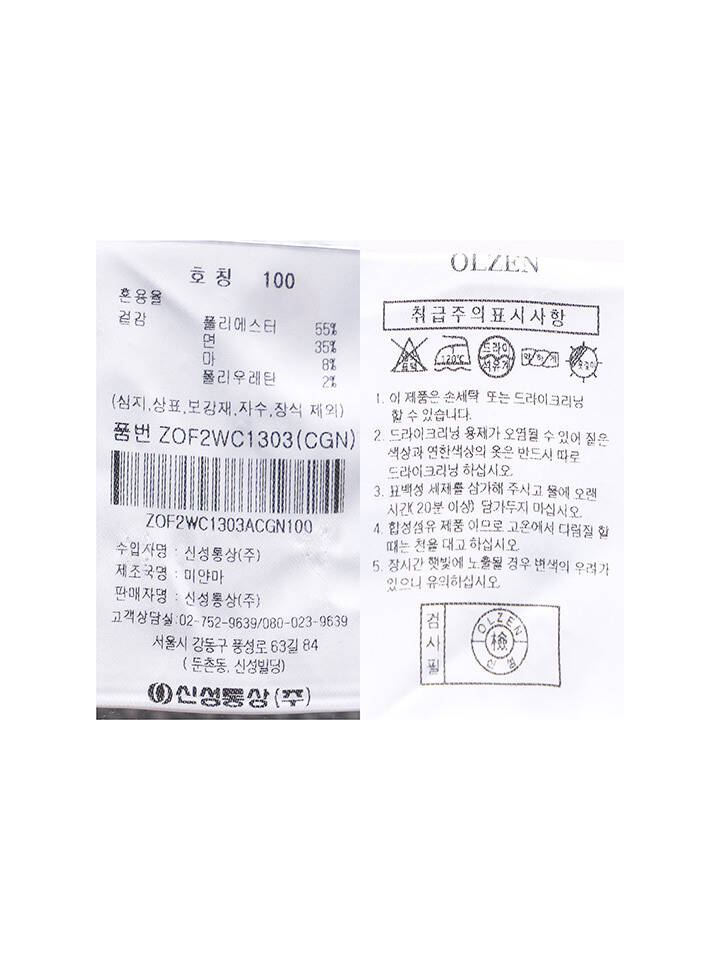 호칭 100
혼용율
겉감 폴리에스터 55%
면 35%
마 8%
폴리우레탄 2%
(심지,상표,보강재,자수,장식 제외)
품번 ZOF2WC1303(CGN)
ZOF2WC1303ACGN100
수입자명 : 신성통상(주)
제조국명 : 미얀마
판매자명 : 신성통상(주)
고객상담실:02-752-9639/080-023-9639
서울시 강동구 풍성로 63길 84
(둔촌동, 신성빌딩)
신성통상(주)
OLZEN
취급주의표시사항
120℃
드라이
석유계
약하게
1. 이 제품은 손세탁 또는 드라이크리닝
할 수 있습니다.
2. 드라이크리닝 용제가 오염될 수 있어 짙은
색상과 연한색상의 옷은 반드시 따로
드라이크리닝 하십시오.
3. 표백성 세제를 삼가해 주시고 물에 오랜
시간(20분 이상) 담가두지 마십시오.
4. 합성섬유 제품 이므로 고온에서 다림질 할
때는 천을 대고 하십시오.
5. 장시간 햇빛에 노출될 경우 변색의 우려가
있으니 유의하십시오.
검사필
OLZEN
檢